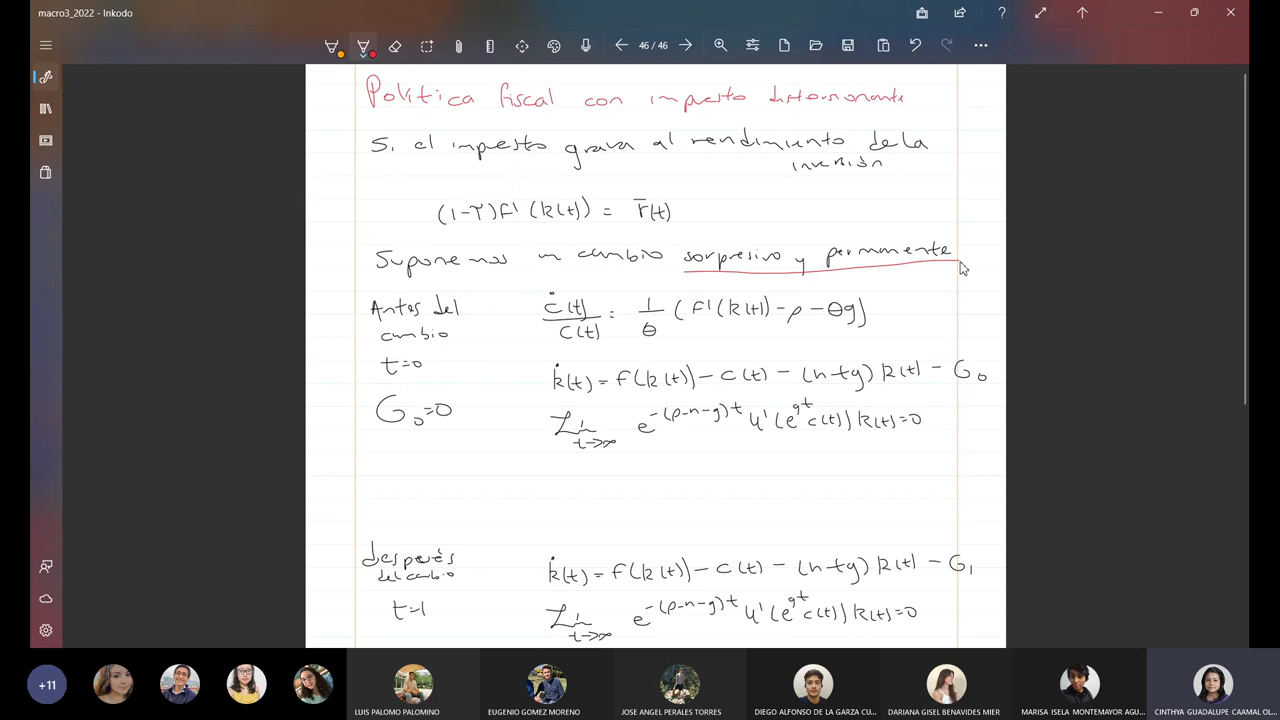 macro3_2022 – Inkodo
46 / 46
Política fiscal con impuesto distorsionante
Si el impuesto grava al rendimiento de la
inversión
(1-τ)f'(k(t)) = r̄(t)
Suponemos un cambio sorpresivo y permanente
Antes del
cambio
t=0
G₀=0
ċ(t)/c(t) = 1/θ (f'(k(t)) - ρ - θg)
k̇(t) = f(k(t)) - c(t) - (n+g) k(t) - G₀
Lim t→∞ e^-(ρ-n-g)t u'(e^gt c(t)) k(t)=0
después
del cambio
t=1
k̇(t) = f(k(t)) - c(t) - (n+g) k(t) - G₁
Lim t→∞ e^-(ρ-n-g)t u'(e^gt c(t)) k(t)=0
+11
LUIS PALOMO PALOMINO
EUGENIO GOMEZ MORENO
JOSE ANGEL PERALES TORRES
DIEGO ALFONSO DE LA GARZA CU...
DARIANA GISEL BENAVIDES MIER
MARISA ISELA MONTEMAYOR AGU...
CINTHYA GUADALUPE CAAMAL OL...